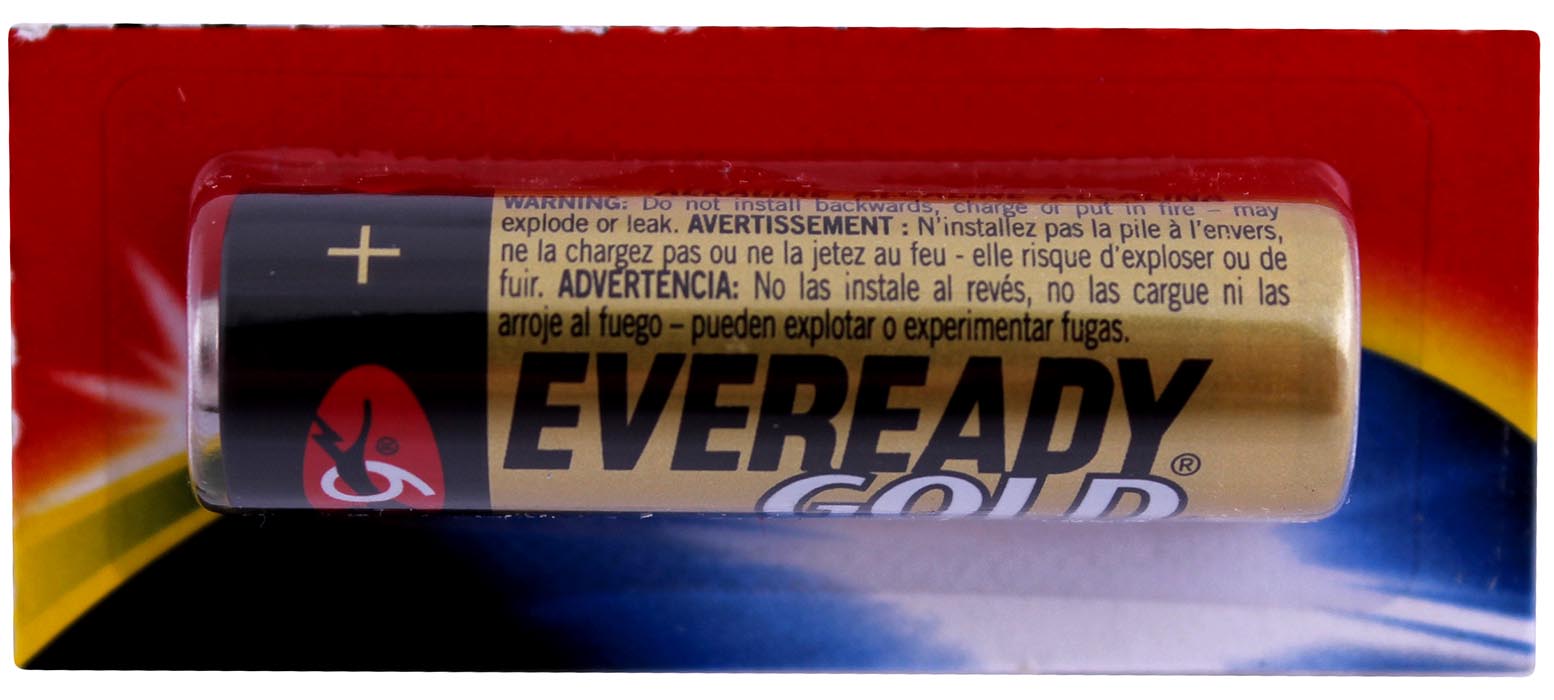 WARNING: Do not install backwards, charge or put in fire – may
explode or leak. AVERTISSEMENT : N'installez pas la pile à l'envers,
ne la chargez pas ou ne la jetez au feu - elle risque d'exploser ou de
fuir. ADVERTENCIA: No las instale al revés, no las cargue ni las
arroje al fuego – pueden explotar o experimentar fugas.
+
EVEREADY®
GOLD
9 ®